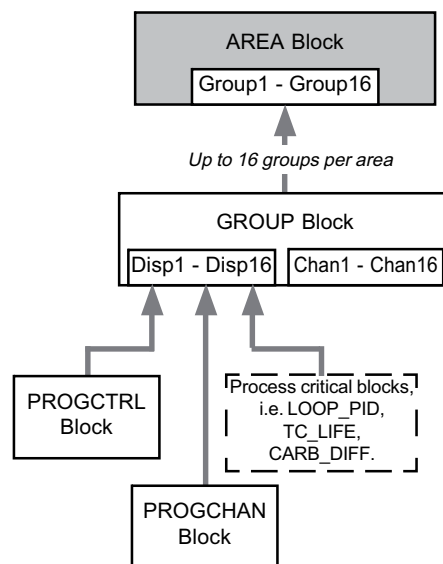 AREA Block
Group1 - Group16
Up to 16 groups per area
GROUP Block
Disp1 - Disp16
Chan1 - Chan16
PROGCTRL
Block
Process critical blocks,
i.e. LOOP_PID,
TC_LIFE,
CARB_DIFF.
PROGCHAN
Block